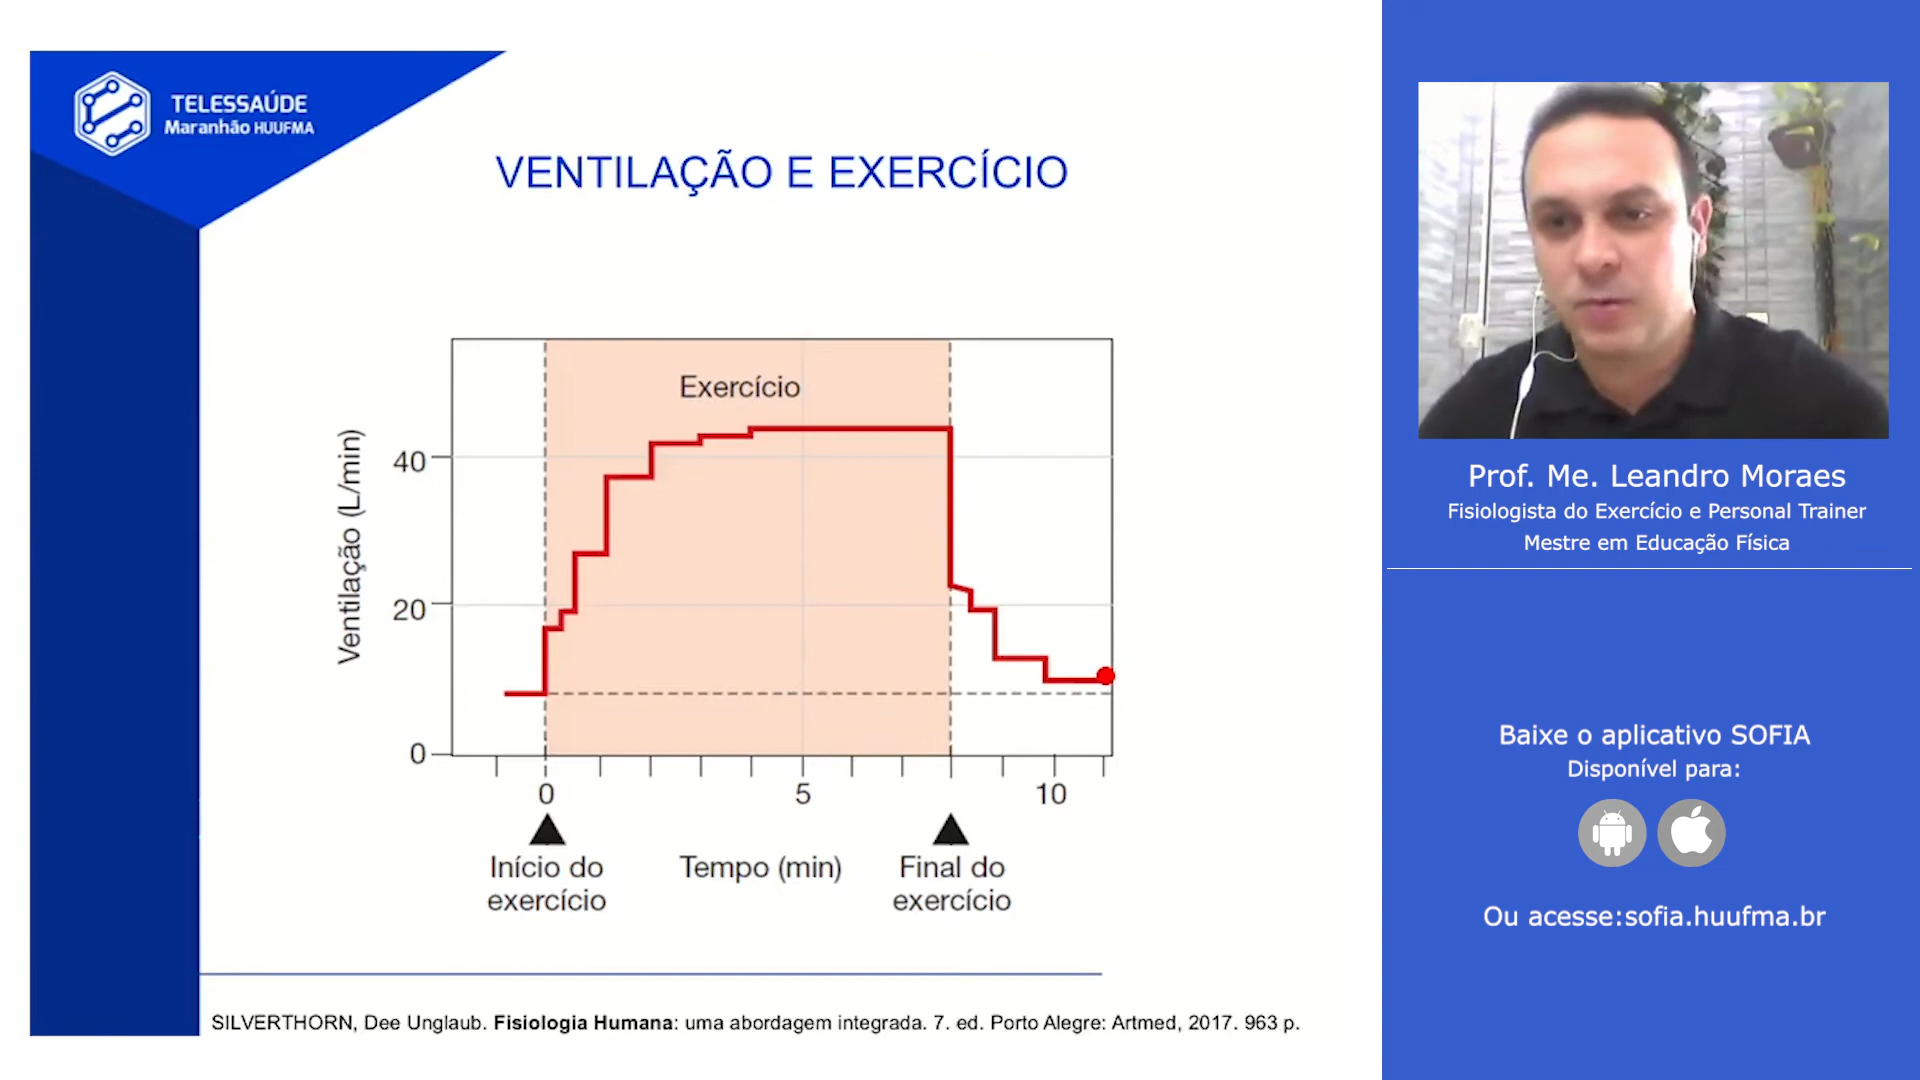 TELESSAÚDE
Maranhão HUUFMA
VENTILAÇÃO E EXERCÍCIO
Exercício
Ventilação (L/min)
40
20
0
0
5
10
Início do
exercício
Tempo (min)
Final do
exercício
SILVERTHORN, Dee Unglaub. Fisiologia Humana: uma abordagem integrada. 7. ed. Porto Alegre: Artmed, 2017. 963 p.
Prof. Me. Leandro Moraes
Fisiologista do Exercício e Personal Trainer
Mestre em Educação Física
Baixe o aplicativo SOFIA
Disponível para:
Ou acesse:sofia.huufma.br